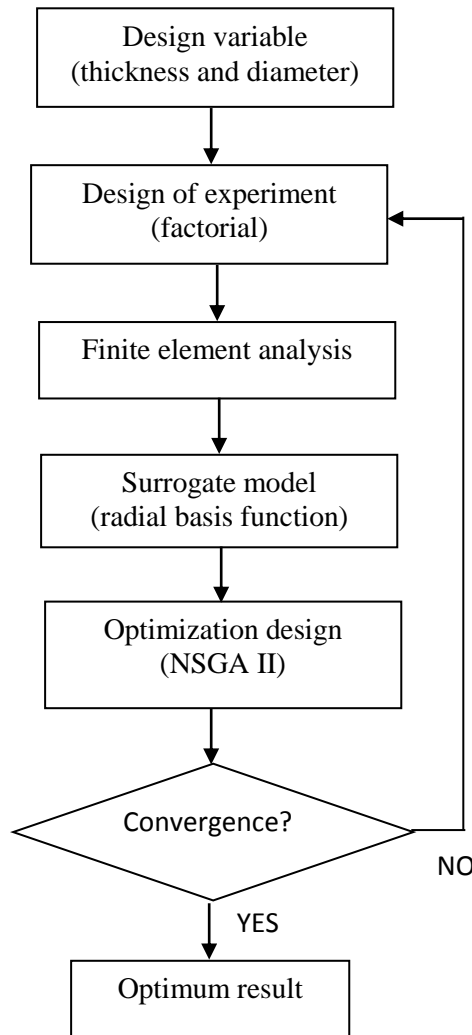 Design variable
(thickness and diameter)
Design of experiment
(factorial)
Finite element analysis
Surrogate model
(radial basis function)
Optimization design
(NSGA II)
Convergence?
NO
YES
Optimum result